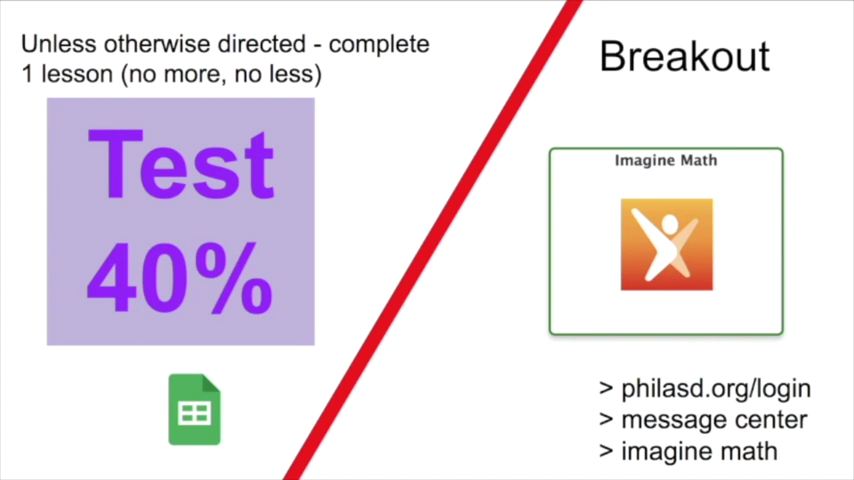 Unless otherwise directed - complete
1 lesson (no more, no less)
Test
40%
Breakout
Imagine Math
> philasd.org/login
> message center
> imagine math